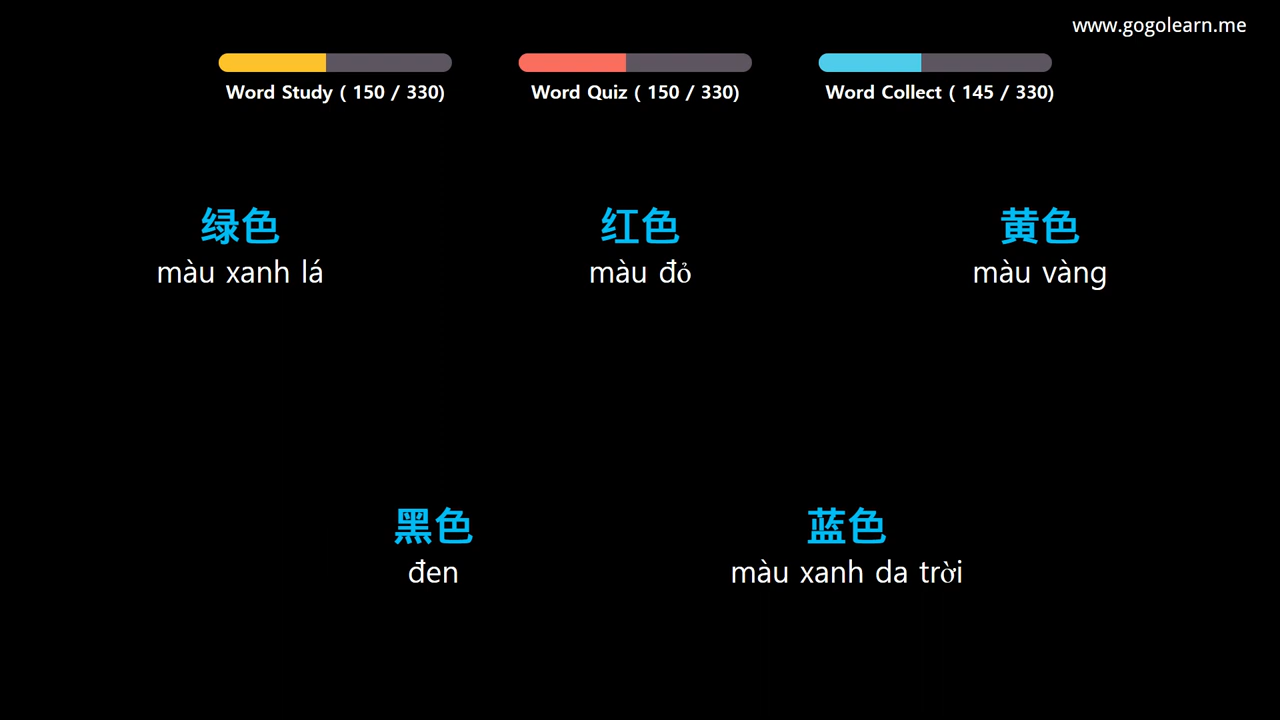 www.gogolearn.me
Word Study ( 150 / 330)
Word Quiz ( 150 / 330)
Word Collect ( 145 / 330)
绿色
màu xanh lá
红色
màu đỏ
黄色
màu vàng
黑色
đen
蓝色
màu xanh da trời